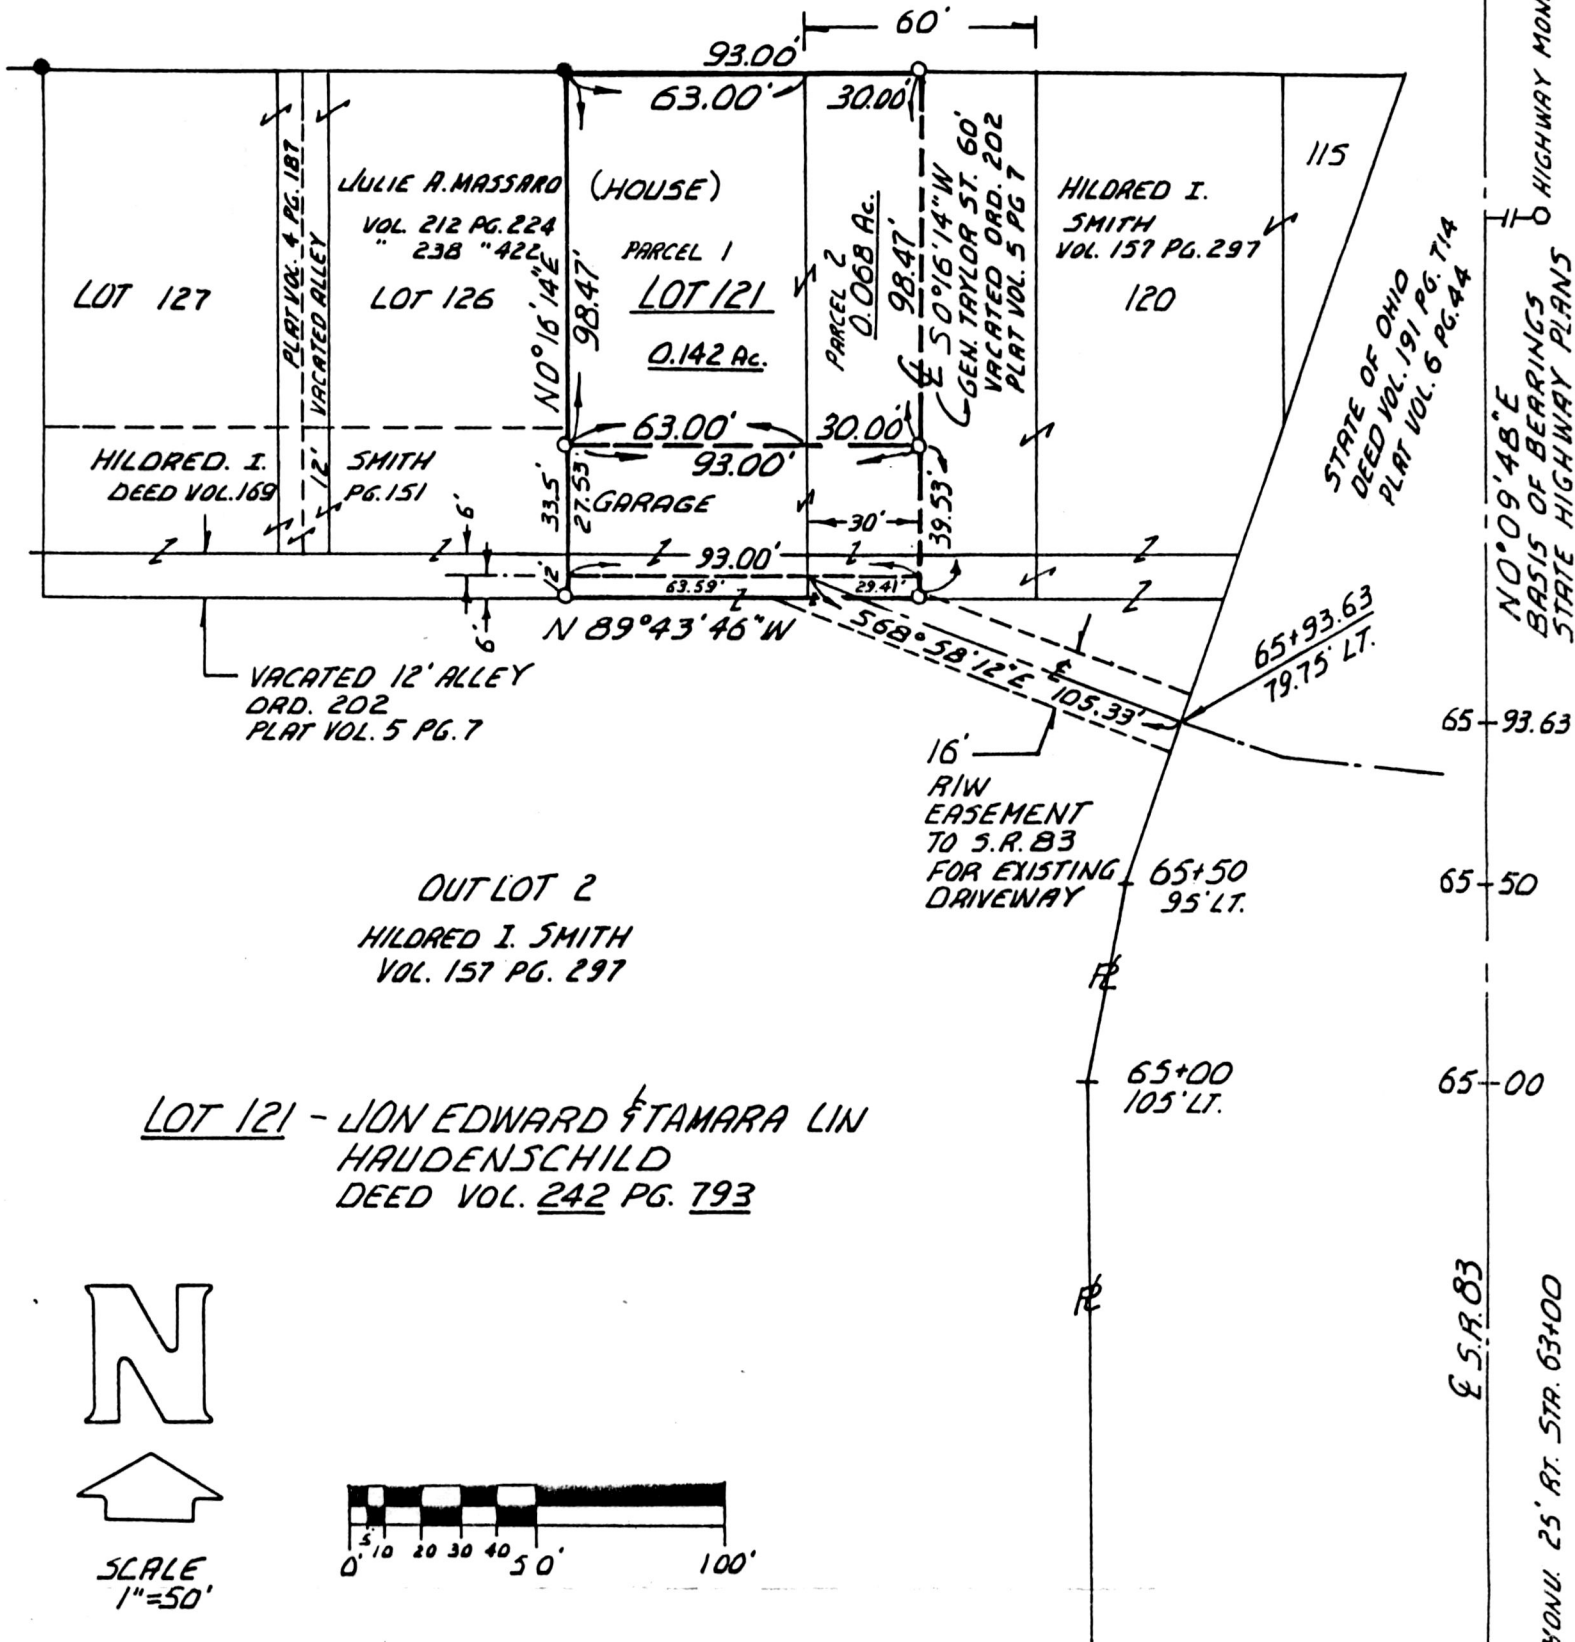 60'
93.00'
63.00'
30.00'
HIGHWAY MON.
115
PLAT VOL. 4 PG. 187
VACATED ALLEY
12'
JULIE A. MASSARO
VOL. 212 PG. 224
" 238 " 422
LOT 126
LOT 127
(HOUSE)
PARCEL 1
LOT 121
0.142 Ac.
N 0° 16' 14" E
98.47'
PARCEL 2
0.068 Ac.
98.47'
℄ S 0° 16' 14" W
GEN. TAYLOR ST. 60'
VACATED ORD. 202
PLAT VOL. 5 PG 7
HILDRED I.
SMITH
VOL. 157 PG. 297
120
STATE OF OHIO
DEED VOL. 191 PG. 714
PLAT VOL. 6 PG. 44
N 0° 09' 48" E
BASIS OF BEARINGS
STATE HIGHWAY PLANS
63.00'
30.00'
93.00'
HILDRED. I. SMITH
DEED VOL. 169 PG. 151
33.5'
27.53'
GARAGE
30'
39.53'
6'
93.00'
12'
63.59'
29.41'
6'
N 89° 43' 46" W
S68° 58' 12" E 105.33'
℄
65+93.63
79.75' LT.
VACATED 12' ALLEY
ORD. 202
PLAT VOL. 5 PG. 7
65+93.63
16'
R/W
EASEMENT
TO S.R. 83
FOR EXISTING
DRIVEWAY
65+50
95' LT.
65+50
OUT LOT 2
HILDRED I. SMITH
VOL. 157 PG. 297
PL
65+00
105' LT.
65+00
LOT 121 - JON EDWARD & TAMARA LIN
HAUDENSCHILD
DEED VOL. 242 PG. 793
PL
℄ S.R. 83
MONU. 25' RT. STA. 63+00
N
SCALE
1"=50'
0' 5' 10 20 30 40 50' 100'